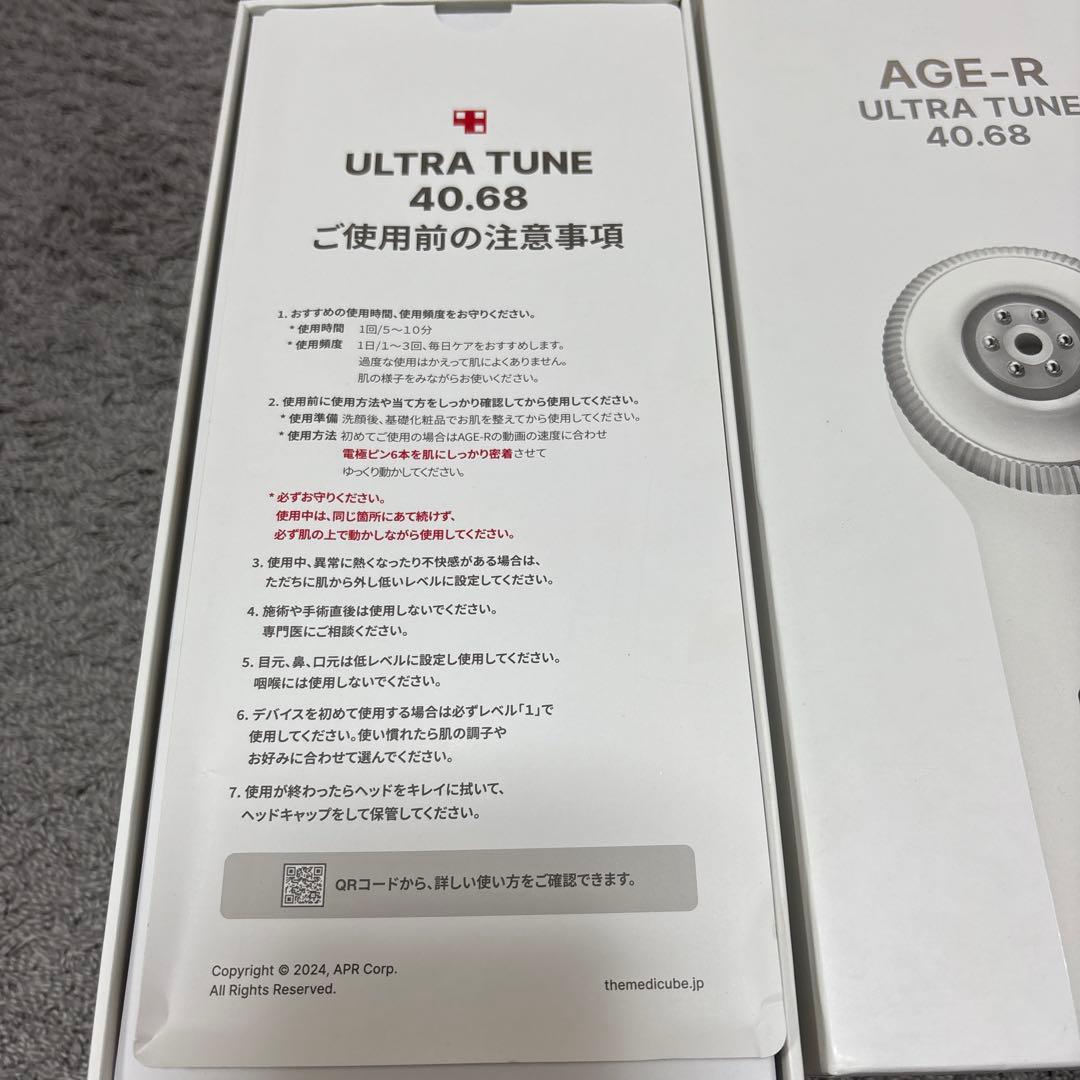 ULTRA TUNE
40.68
ご使用前の注意事項
1. おすすめの使用時間、使用頻度をお守りください。
* 使用時間 1回/5～10分
* 使用頻度 1日/1～3回、毎日ケアをおすすめします。
過度な使用はかえって肌によくありません。
肌の様子をみながらお使いください。
2. 使用前に使用方法や当て方をしっかり確認してから使用してください。
* 使用準備 洗顔後、基礎化粧品でお肌を整えてから使用してください。
* 使用方法 初めてご使用の場合はAGE-Rの動画の速度に合わせ
電極ピン6本を肌にしっかり密着させて
ゆっくり動かしてください。
* 必ずお守りください。
使用中は、同じ箇所にあて続けず、
必ず肌の上で動かしながら使用してください。
3. 使用中、異常に熱くなったり不快感がある場合は、
ただちに肌から外し低いレベルに設定してください。
4. 施術や手術直後は使用しないでください。
専門医にご相談ください。
5. 目元、鼻、口元は低レベルに設定し使用してください。
咽喉には使用しないでください。
6. デバイスを初めて使用する場合は必ずレベル「1」で
使用してください。使い慣れたら肌の調子や
お好みに合わせて選んでください。
7. 使用が終わったらヘッドをキレイに拭いて、
ヘッドキャップをして保管してください。
QRコードから、詳しい使い方をご確認できます。
Copyright © 2024, APR Corp.
All Rights Reserved.
themedicube.jp
AGE-R
ULTRA TUNE
40.68